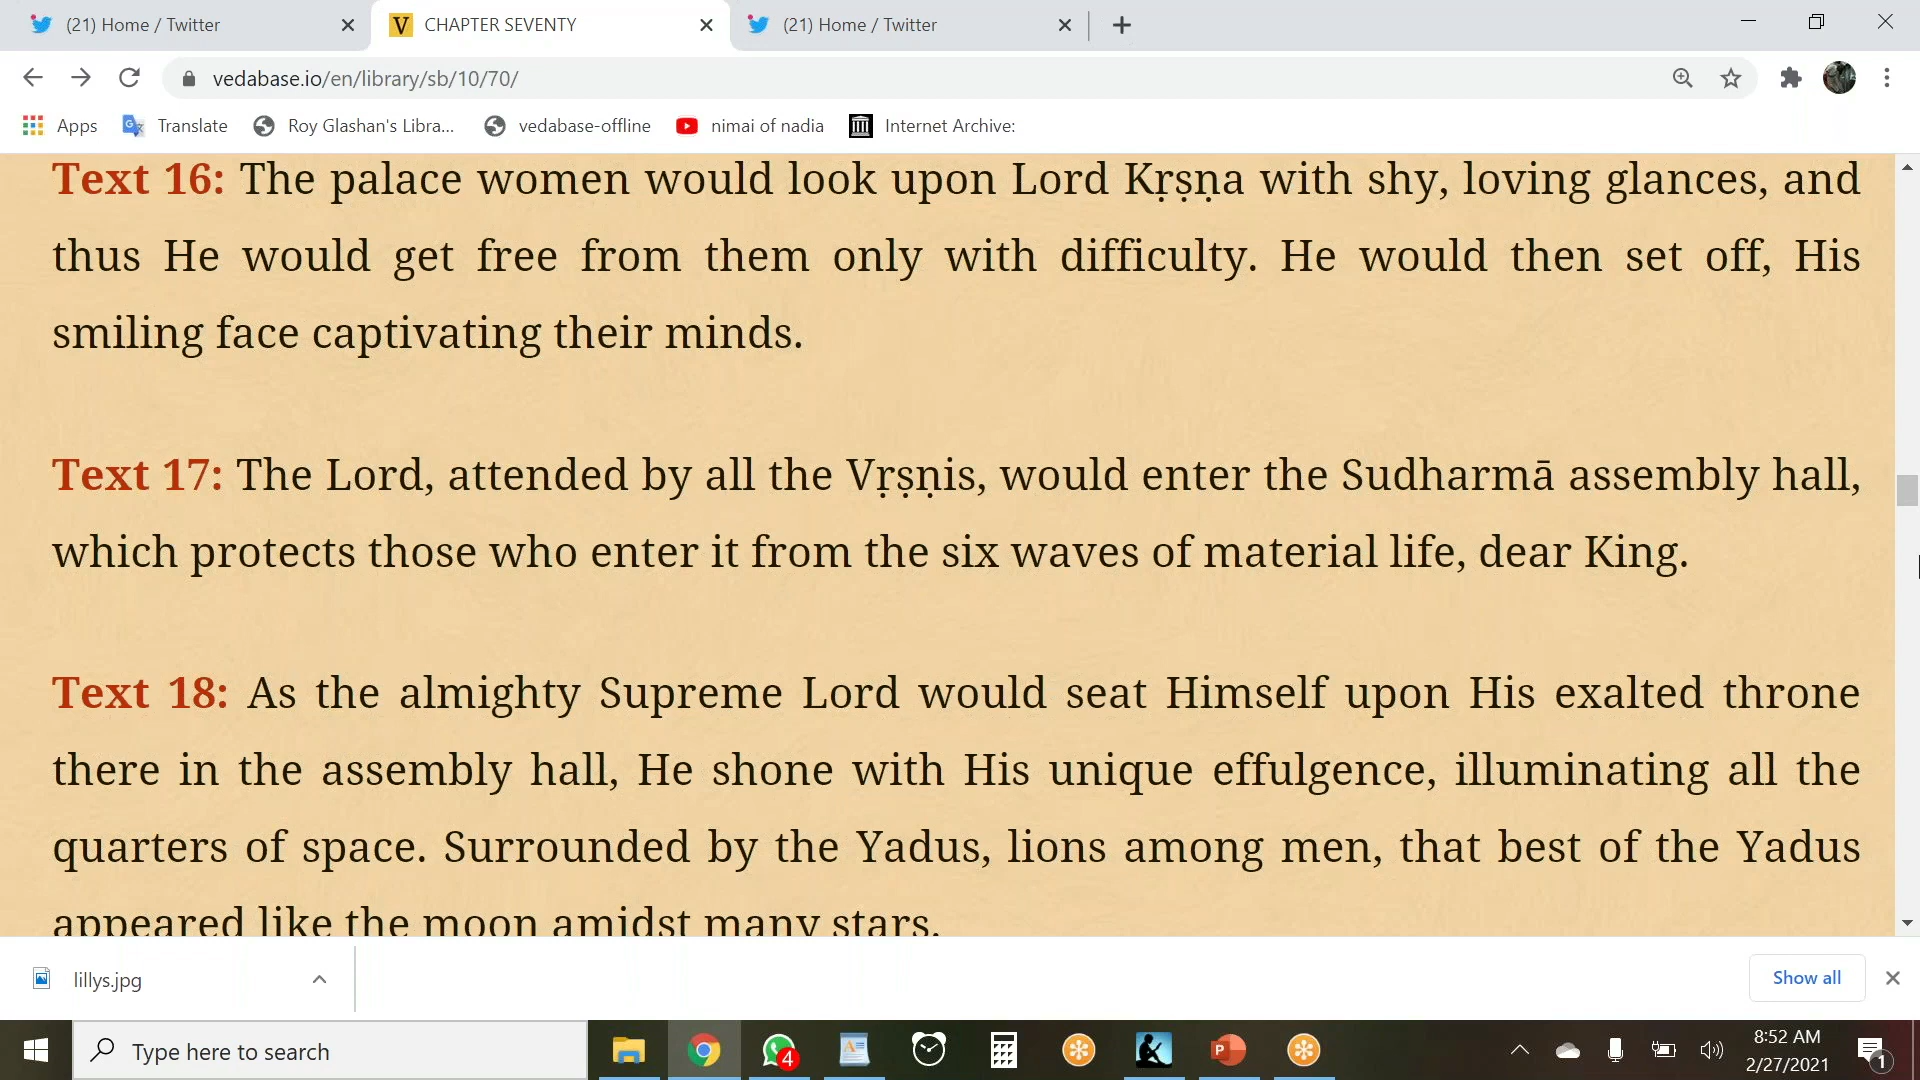 (21) Home / Twitter
CHAPTER SEVENTY
(21) Home / Twitter
vedabase.io/en/library/sb/10/70/
Apps
Translate
Roy Glashan's Libra...
vedabase-offline
nimai of nadia
Internet Archive:
Text 16: The palace women would look upon Lord Kṛṣṇa with shy, loving glances, and
thus He would get free from them only with difficulty. He would then set off, His
smiling face captivating their minds.
Text 17: The Lord, attended by all the Vṛṣṇis, would enter the Sudharmā assembly hall,
which protects those who enter it from the six waves of material life, dear King.
Text 18: As the almighty Supreme Lord would seat Himself upon His exalted throne
there in the assembly hall, He shone with His unique effulgence, illuminating all the
quarters of space. Surrounded by the Yadus, lions among men, that best of the Yadus
appeared like the moon amidst many stars.
lillys.jpg
Show all
Type here to search
4
8:52 AM
2/27/2021
1